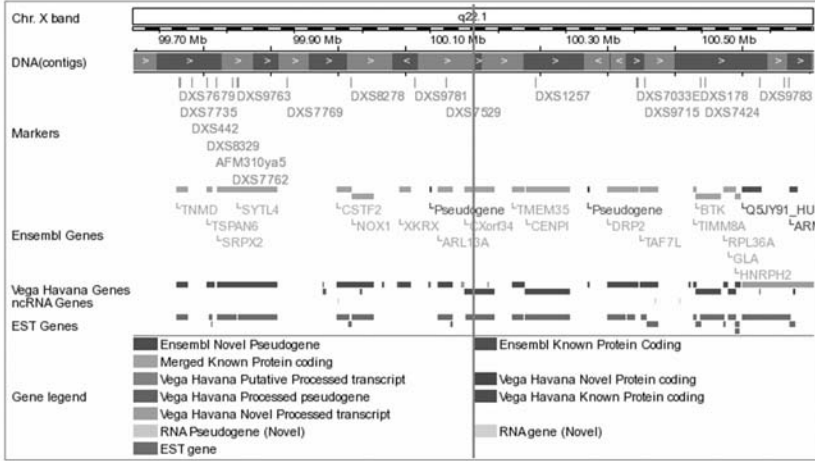 Chr. X band
q22.1
99.70 Mb 99.90 Mb 100.10 Mb 100.30 Mb 100.50 Mb
DNA(contigs)
DXS7679 DXS9763 DXS8278 DXS9781 DXS1257 DXS7033E DXS178 DXS9783
DXS7735 DXS7769 DXS7529 DXS9715 DXS7424
Markers
DXS442
DXS8329
AFM310ya5
DXS7762
Ensembl Genes
TNMD SYTL4 CSTF2 Pseudogene TMEM35 Pseudogene BTK Q5JY91_HU
TSPAN6 NOX1 XKRX CXorf34 CENPI DRP2 TIMM8A ARM
SRPX2 ARL13A TAF7L RPL36A
GLA
HNRPH2
Vega Havana Genes
ncRNA Genes
EST Genes
Gene legend
Ensembl Novel Pseudogene Ensembl Known Protein Coding
Merged Known Protein coding
Vega Havana Putative Processed transcript Vega Havana Novel Protein coding
Vega Havana Processed pseudogene Vega Havana Known Protein coding
Vega Havana Novel Processed transcript
RNA Pseudogene (Novel) RNA gene (Novel)
EST gene